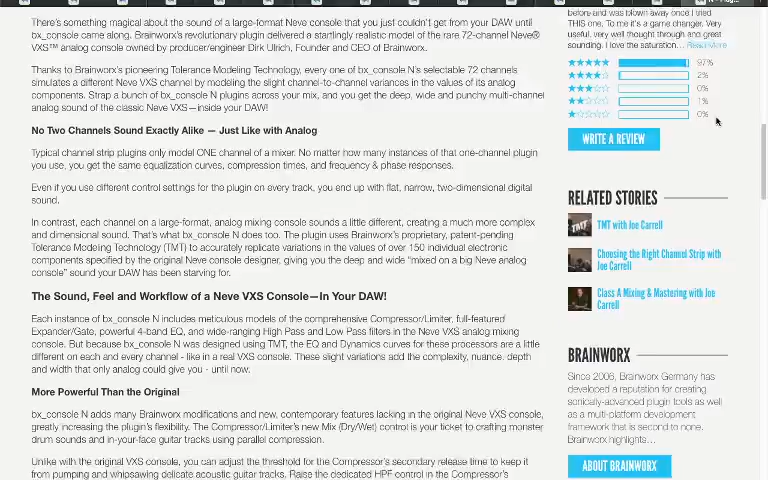 There's something magical about the sound of a large-format Neve console that you just couldn't get from your DAW until
bx_console N came along. Brainworx's revolutionary plugin delivered a startlingly realistic model of the rare 72-channel Neve®
VXS™ analog console owned by producer/engineer Dirk Ulrich, Founder and CEO of Brainworx.
Thanks to Brainworx's pioneering Tolerance Modeling Technology, every one of bx_console N's selectable 72 channels
simulates a different Neve VXS channel by modeling the slight channel-to-channel variances in the values of its analog
components. Strap a bunch of bx_console N plugins across your mix, and you get the deep, wide and punchy multi-channel
analog sound of the classic Neve VXS—inside your DAW!
No Two Channels Sound Exactly Alike — Just Like with Analog
Typical channel strip plugins only model ONE channel of a mixer. No matter how many instances of that one-channel plugin
you use, you get the same equalization curves, compression times, and frequency & phase responses.
Even if you use different control settings for the plugin on every track, you end up with flat, narrow, two-dimensional digital
sound.
In contrast, each channel on a large-format, analog mixing console sounds a little different, creating a much more complex
and dimensional sound. That's what bx_console N does too. The plugin uses Brainworx's proprietary, patent-pending
Tolerance Modeling Technology (TMT) to accurately replicate variations in the values of over 150 individual electronic
components specified by the original Neve console designer, giving you the deep and wide "mixed on a big Neve analog
console" sound your DAW has been starving for.
The Sound, Feel and Workflow of a Neve VXS Console—In Your DAW!
Each instance of bx_console N includes meticulous models of the comprehensive Compressor/Limiter, full-featured
Expander/Gate, powerful 4-band EQ, and wide-ranging High Pass and Low Pass filters in the Neve VXS analog mixing
console. But because bx_console N was designed using TMT, the EQ and Dynamics curves for these processors are a little
different on each and every channel - like in a real VXS console. These slight variations add the complexity, nuance, depth
and width that only analog could give you - until now.
More Powerful Than the Original
bx_console N adds many Brainworx modifications and new, contemporary features lacking in the original Neve VXS console,
greatly increasing the plugin's flexibility. The Compressor/Limiter's new Mix (Dry/Wet) control is your ticket to crafting monster
drum sounds and in-your-face guitar tracks using parallel compression.
Unlike with the original VXS console, you can adjust the threshold for the Compressor's secondary release time to keep it
from pumping and whipsawing delicate acoustic guitar tracks. Raise the dedicated HPF control in the Compressor's
before and was blown away once I tried
THIS one. To me it's a game changer. Very
useful, very well thought through and great
sounding. I love the saturation... Read More
★★★★★ 97%
★★★★☆ 2%
★★★☆☆ 0%
★★☆☆☆ 1%
★☆☆☆☆ 0%
WRITE A REVIEW
RELATED STORIES
TMT
TMT with Joe Carrell
Choosing the Right Channel Strip with
Joe Carrell
Class A Mixing & Mastering with Joe
Carrell
BRAINWORX
Since 2006, Brainworx Germany has
developed a reputation for creating
sonically-advanced plugin tools as well
as a multi-platform development
framework that is second to none.
Brainworx highlights...
ABOUT BRAINWORX